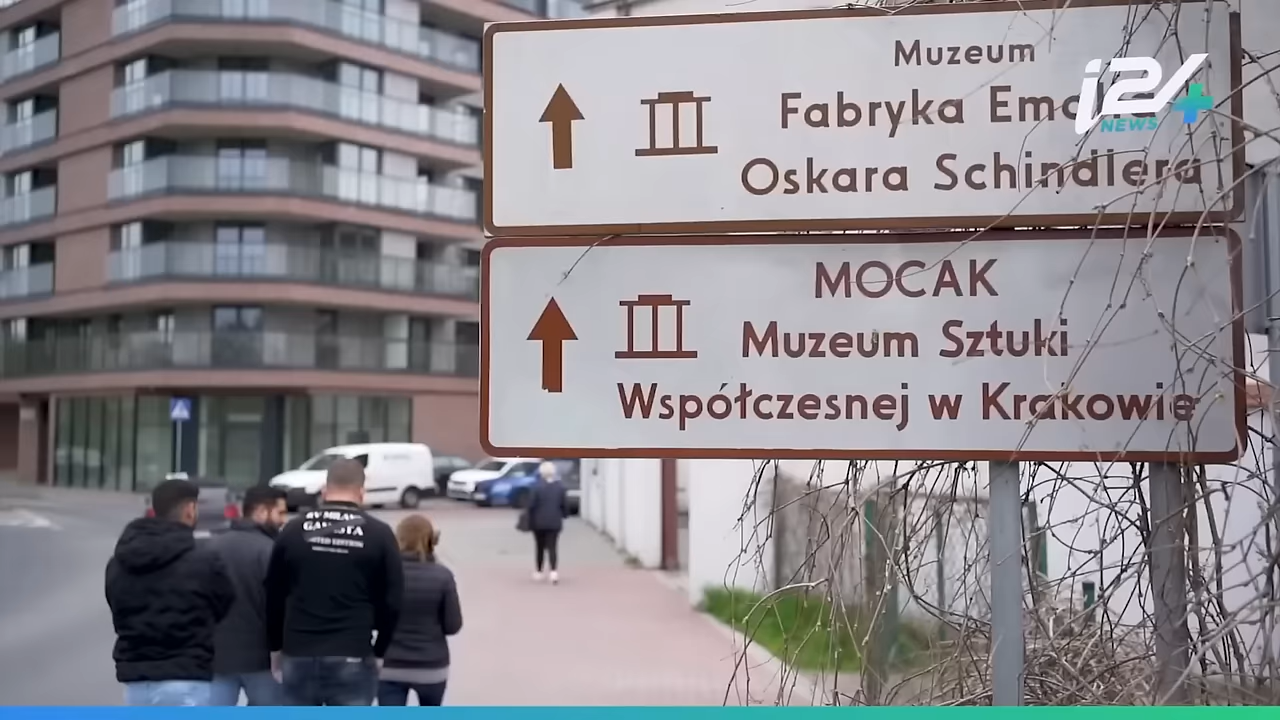 Muzeum
Fabryka
Oskara Schindlera
MOCAK
Muzeum Sztuki
Współczesnej w Krakowie
i24
NEWS